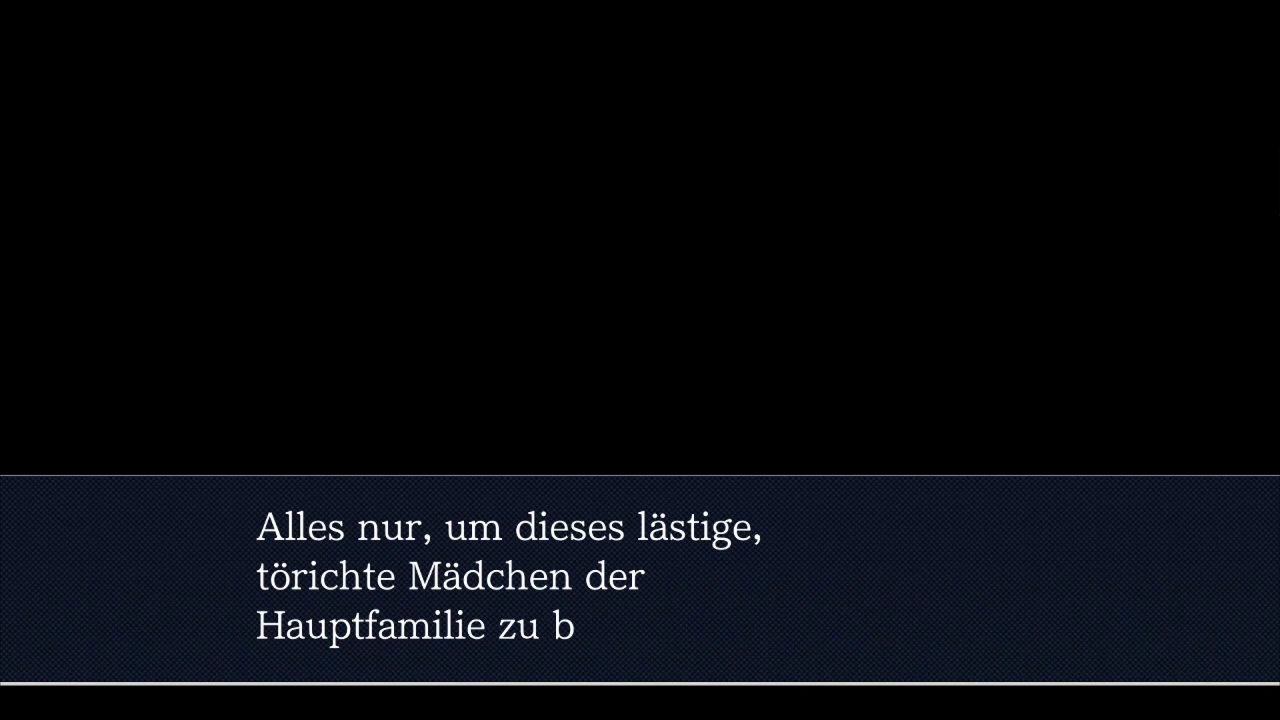 Alles nur, um dieses lästige,
törichte Mädchen der
Hauptfamilie zu b